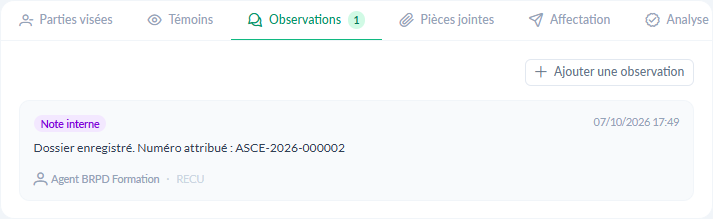 Parties visées Témoins Observations 1 Pièces jointes Affectation Analyse
Ajouter une observation
Note interne 07/10/2026 17:49
Dossier enregistré. Numéro attribué : ASCE-2026-000002
Agent BRPD Formation · RECU